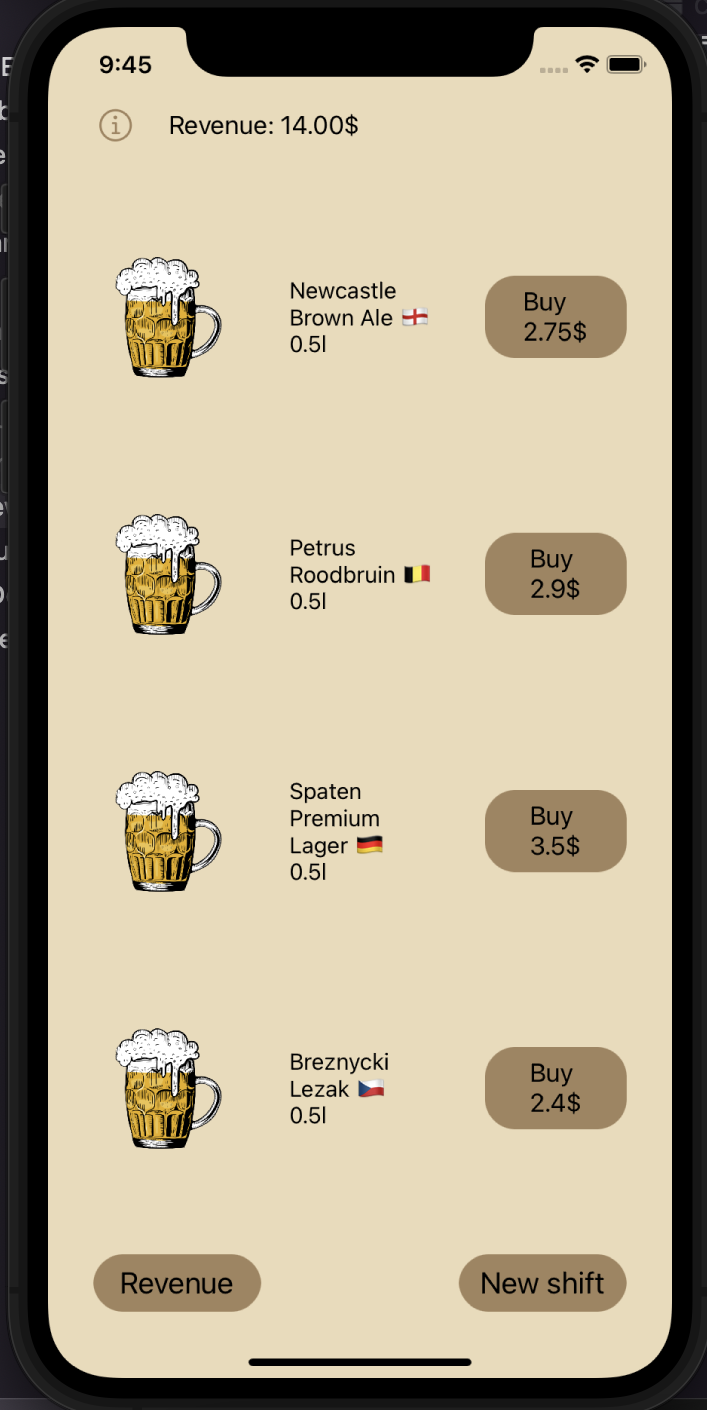 9:45
Revenue: 14.00$
Newcastle
Brown Ale 🏴󠁧󠁢󠁥󠁮󠁧󠁿
0.5l
Buy
2.75$
Petrus
Roodbruin 🇧🇪
0.5l
Buy
2.9$
Spaten
Premium
Lager 🇩🇪
0.5l
Buy
3.5$
Breznycki
Lezak 🇨🇿
0.5l
Buy
2.4$
Revenue
New shift